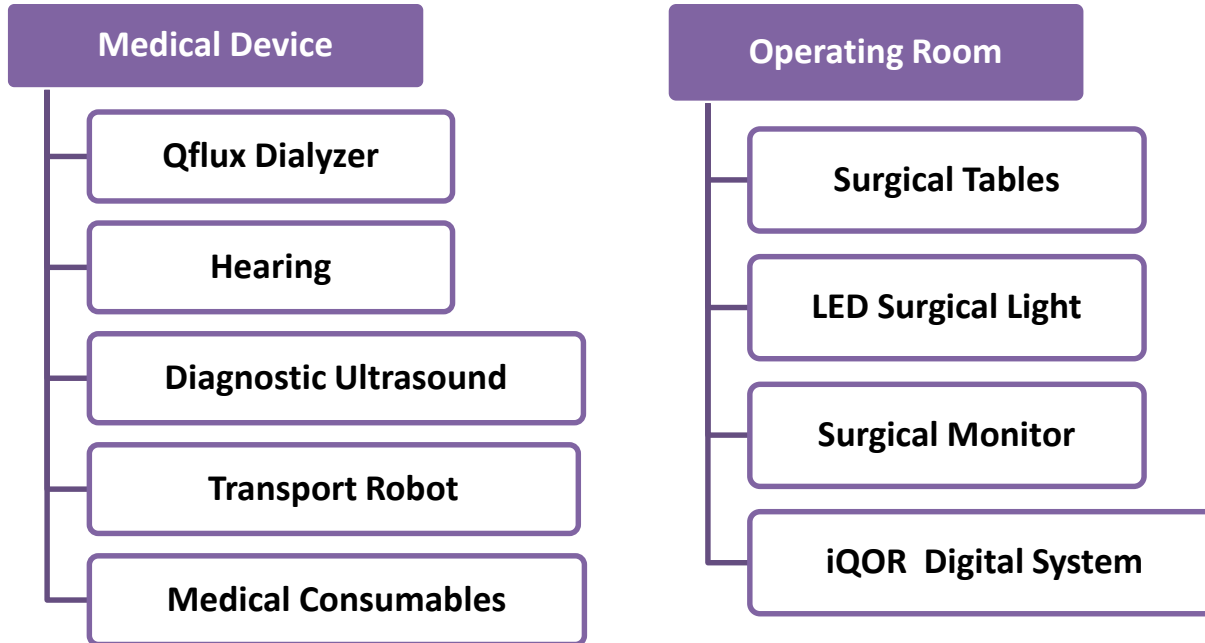 Medical Device
Qflux Dialyzer
Hearing
Diagnostic Ultrasound
Transport Robot
Medical Consumables
Operating Room
Surgical Tables
LED Surgical Light
Surgical Monitor
iQOR  Digital System